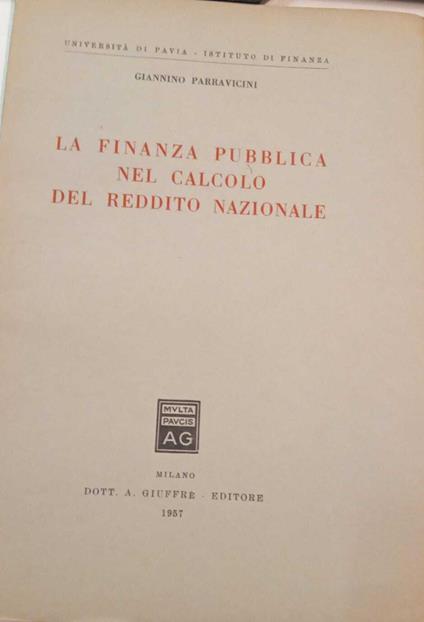 UNIVERSITÀ DI PAVIA - ISTITUTO DI FINANZA
GIANNINO PARRAVICINI
LA FINANZA PUBBLICA
NEL CALCOLO
DEL REDDITO NAZIONALE
MVLTA
PAVCIS
AG
MILANO
DOTT. A. GIUFFRÈ - EDITORE
1957